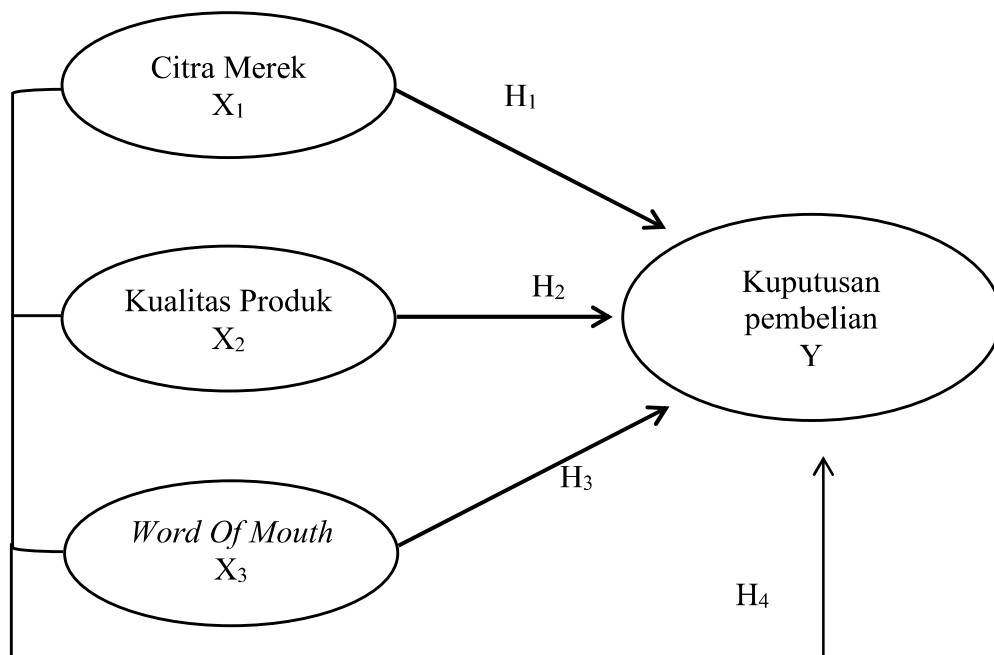 Citra Merek
X₁
H₁
Kualitas Produk
X₂
H₂
Kuputusan
pembelian
Y
Word Of Mouth
X₃
H₃
H₄